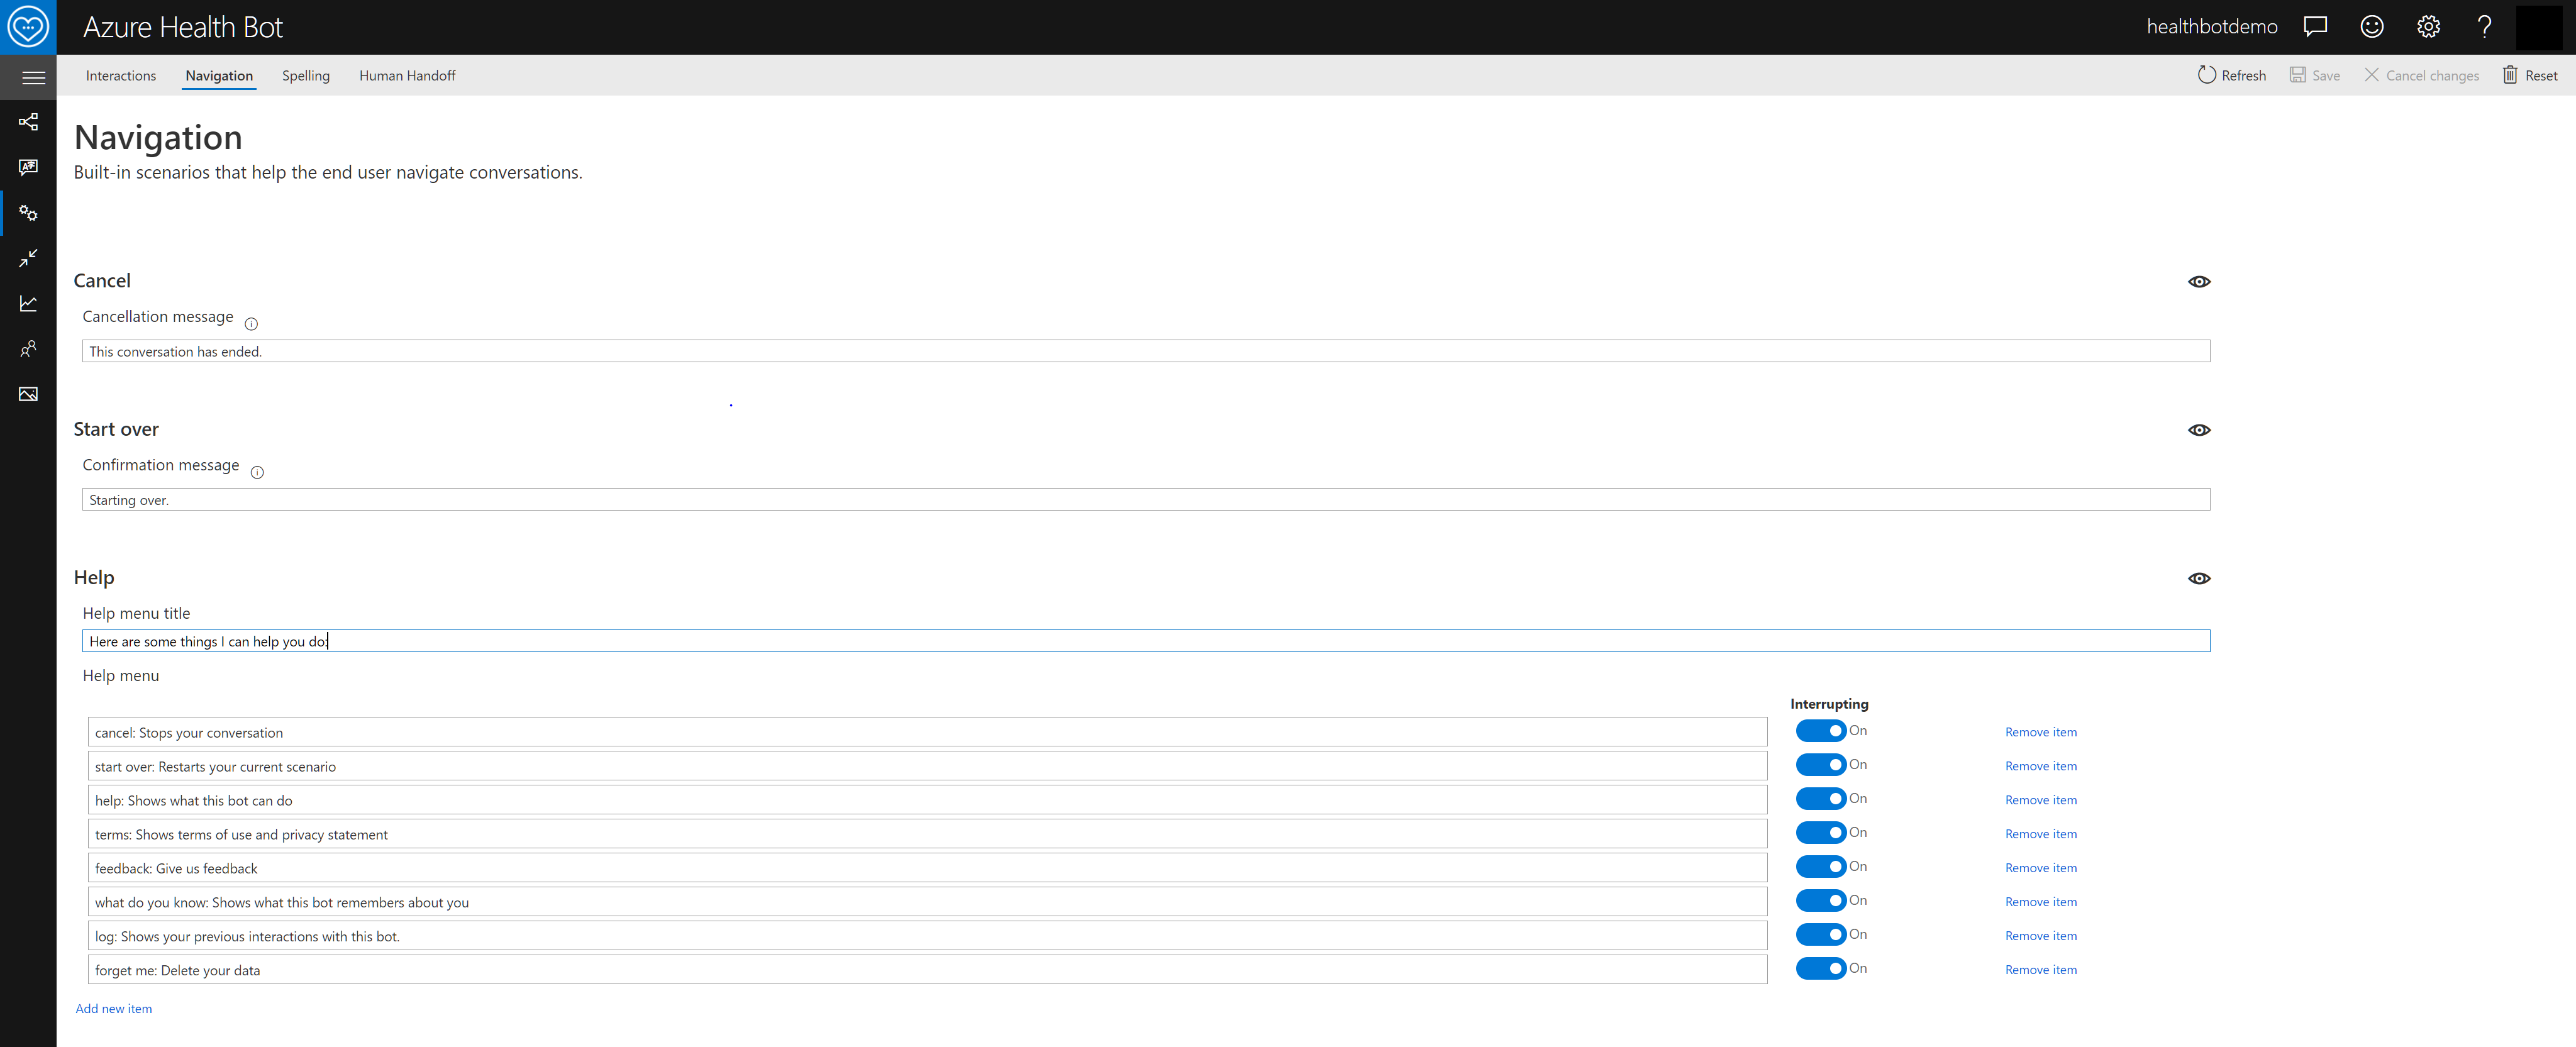 Azure Health Bot
healthbotdemo
Interactions Navigation Spelling Human Handoff Refresh Save Cancel changes Reset
Navigation
Built-in scenarios that help the end user navigate conversations.
Cancel
Cancellation message
This conversation has ended.
Start over
Confirmation message
Starting over.
Help
Help menu title
Here are some things I can help you do:
Help menu
Interrupting
cancel: Stops your conversation On Remove item
start over: Restarts your current scenario On Remove item
help: Shows what this bot can do On Remove item
terms: Shows terms of use and privacy statement On Remove item
feedback: Give us feedback On Remove item
what do you know: Shows what this bot remembers about you On Remove item
log: Shows your previous interactions with this bot. On Remove item
forget me: Delete your data On Remove item
Add new item